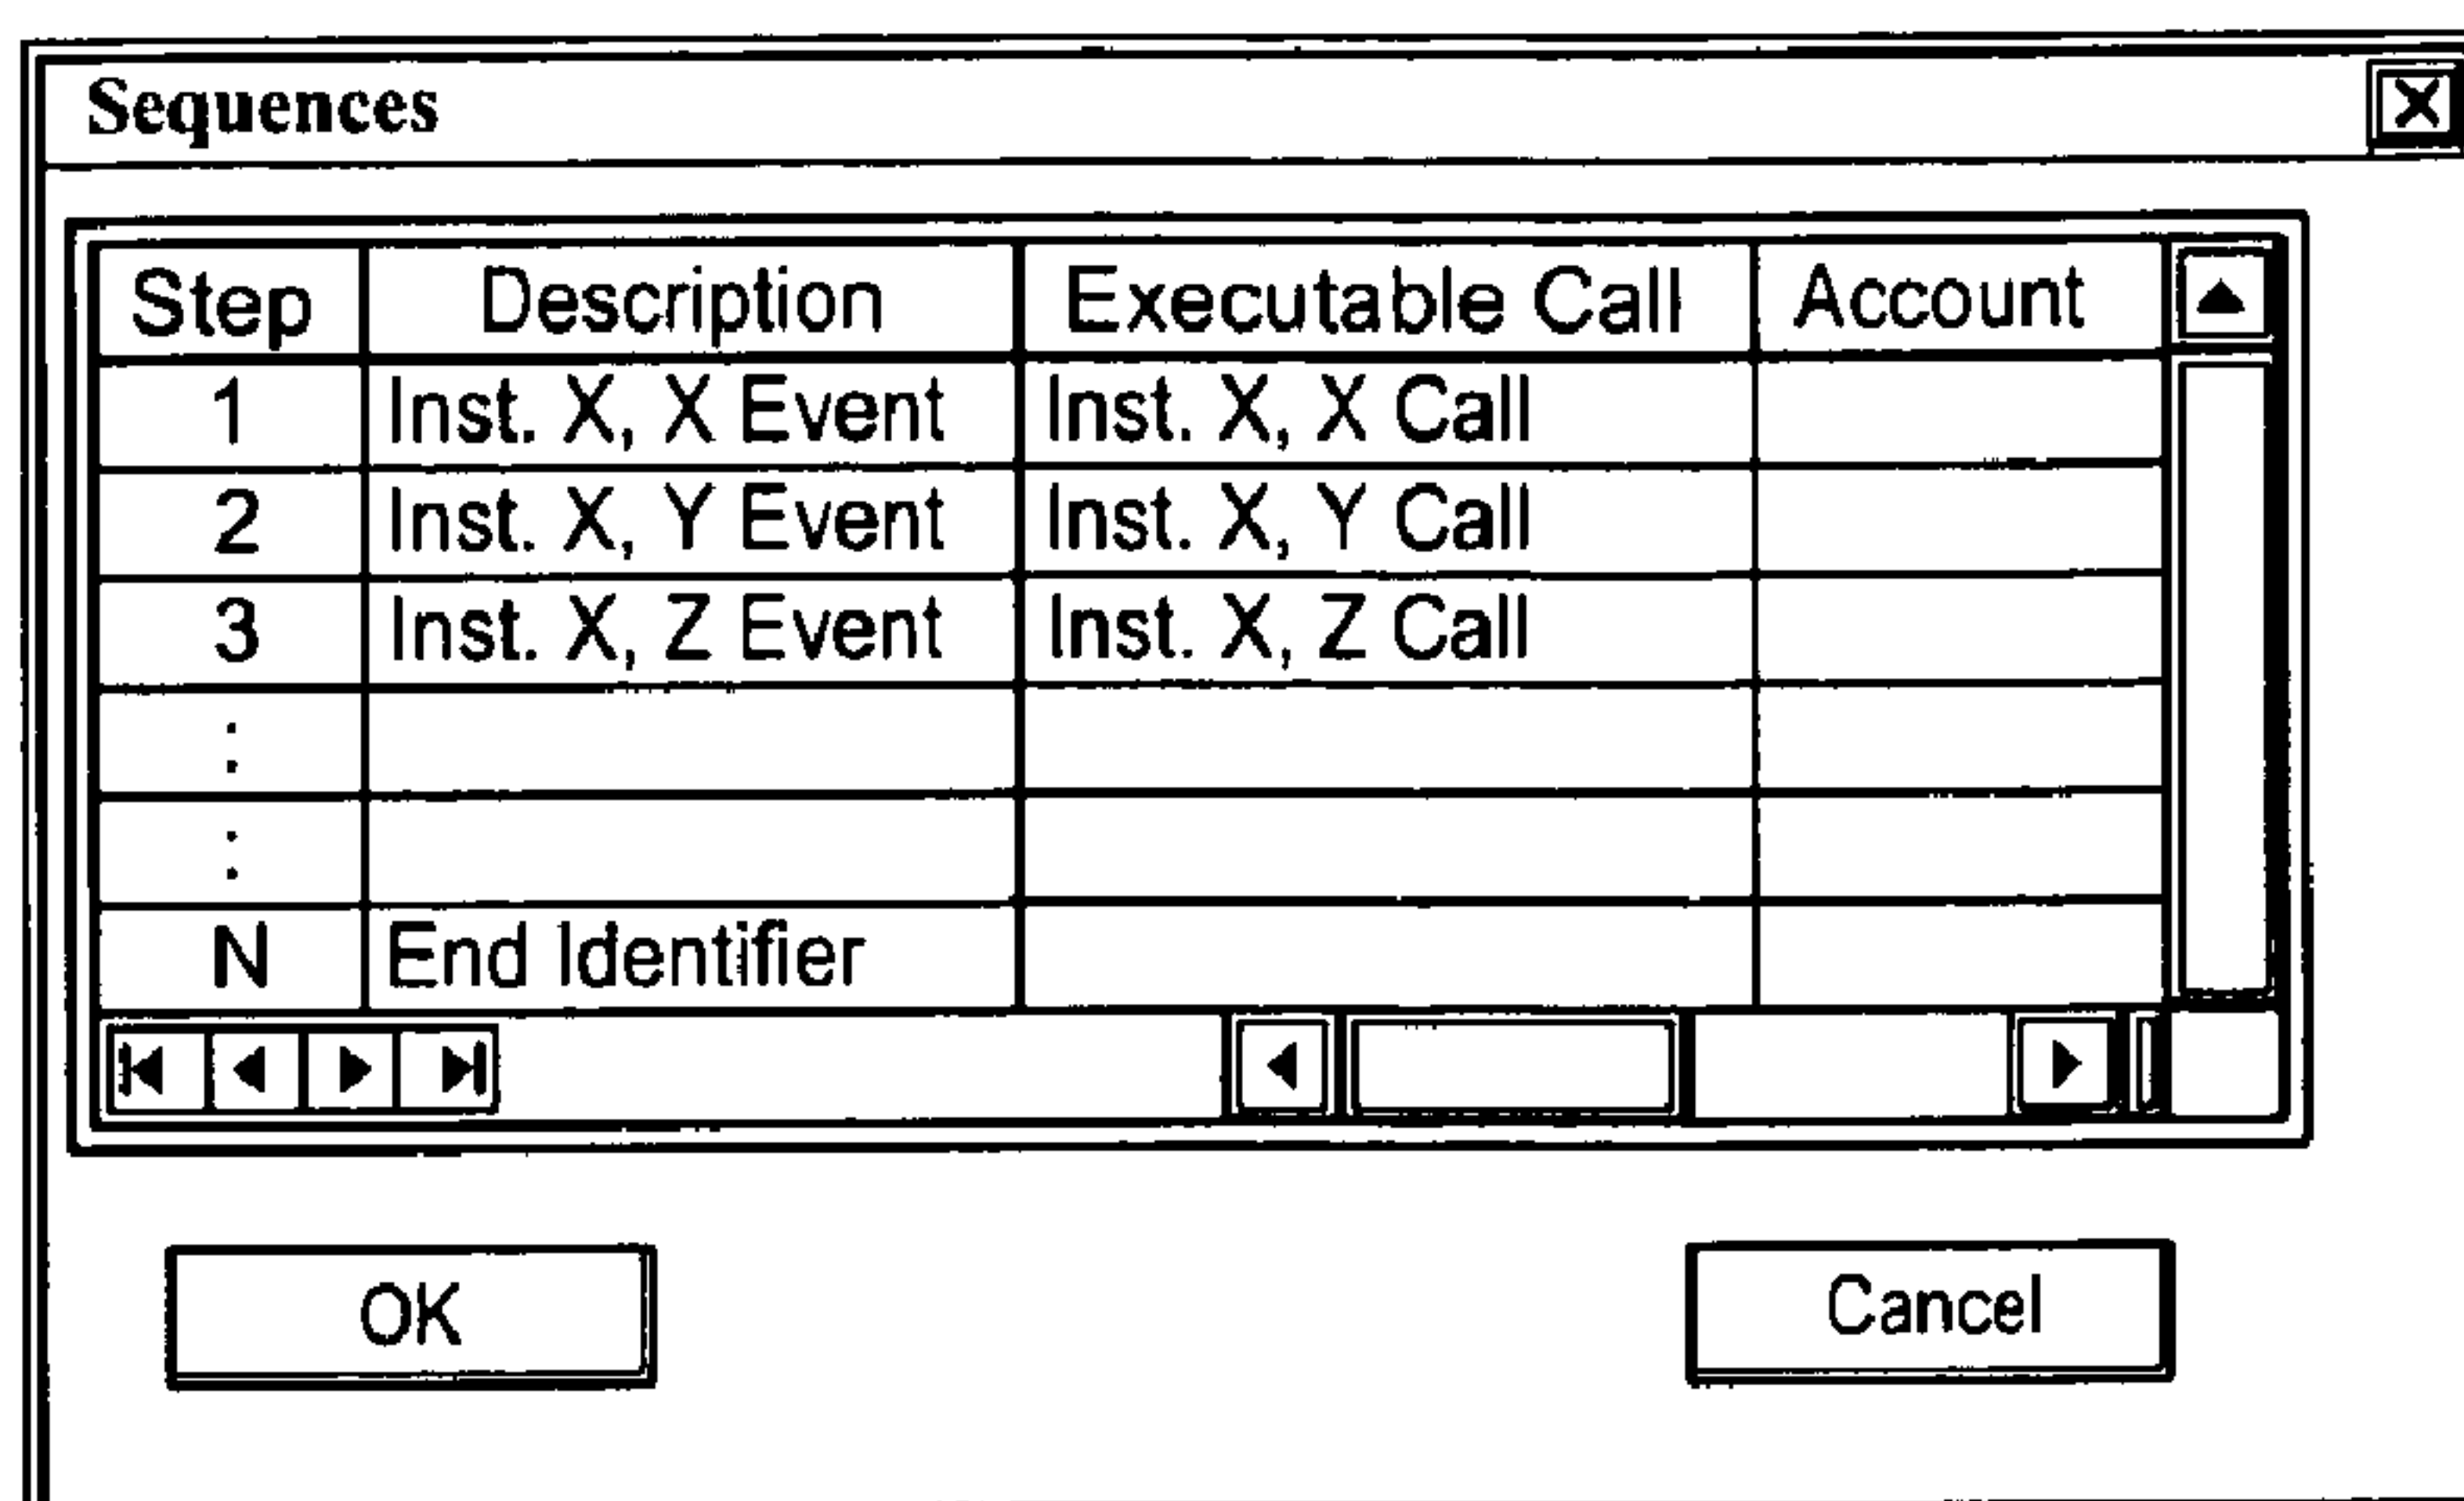 Sequences
Step Description Executable Call Account
1 Inst. X, X Event Inst. X, X Call
2 Inst. X, Y Event Inst. X, Y Call
3 Inst. X, Z Event Inst. X, Z Call
:
:
N End Identifier
OK Cancel